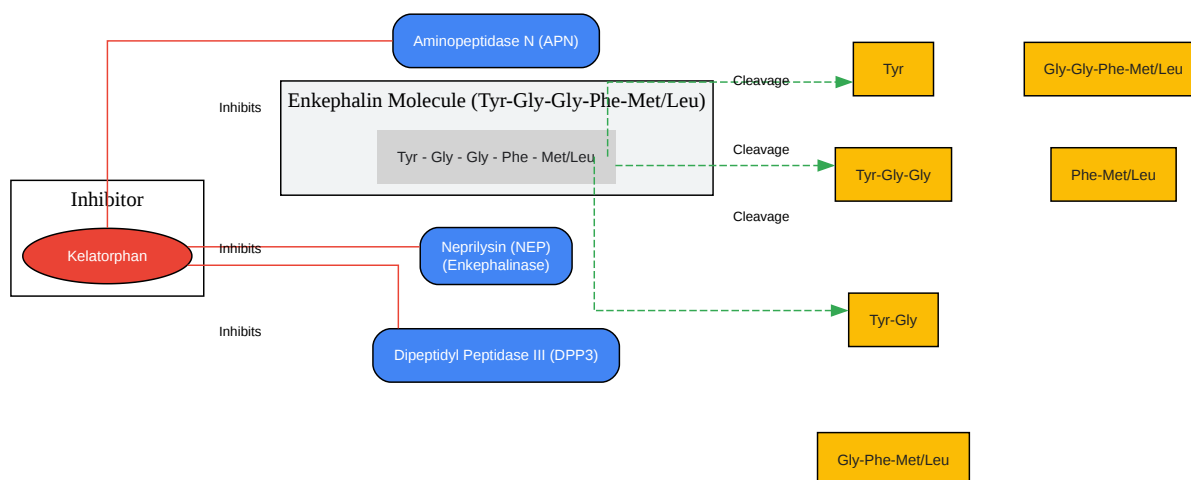 Aminopeptidase N (APN)
Tyr
Gly-Gly-Phe-Met/Leu
Cleavage
Inhibits
Enkephalin Molecule (Tyr-Gly-Gly-Phe-Met/Leu)
Tyr - Gly - Gly - Phe - Met/Leu
Cleavage
Tyr-Gly-Gly
Phe-Met/Leu
Inhibitor
Cleavage
Kelatorphan
Inhibits
Neprilysin (NEP)
(Enkephalinase)
Tyr-Gly
Inhibits
Dipeptidyl Peptidase III (DPP3)
Gly-Phe-Met/Leu